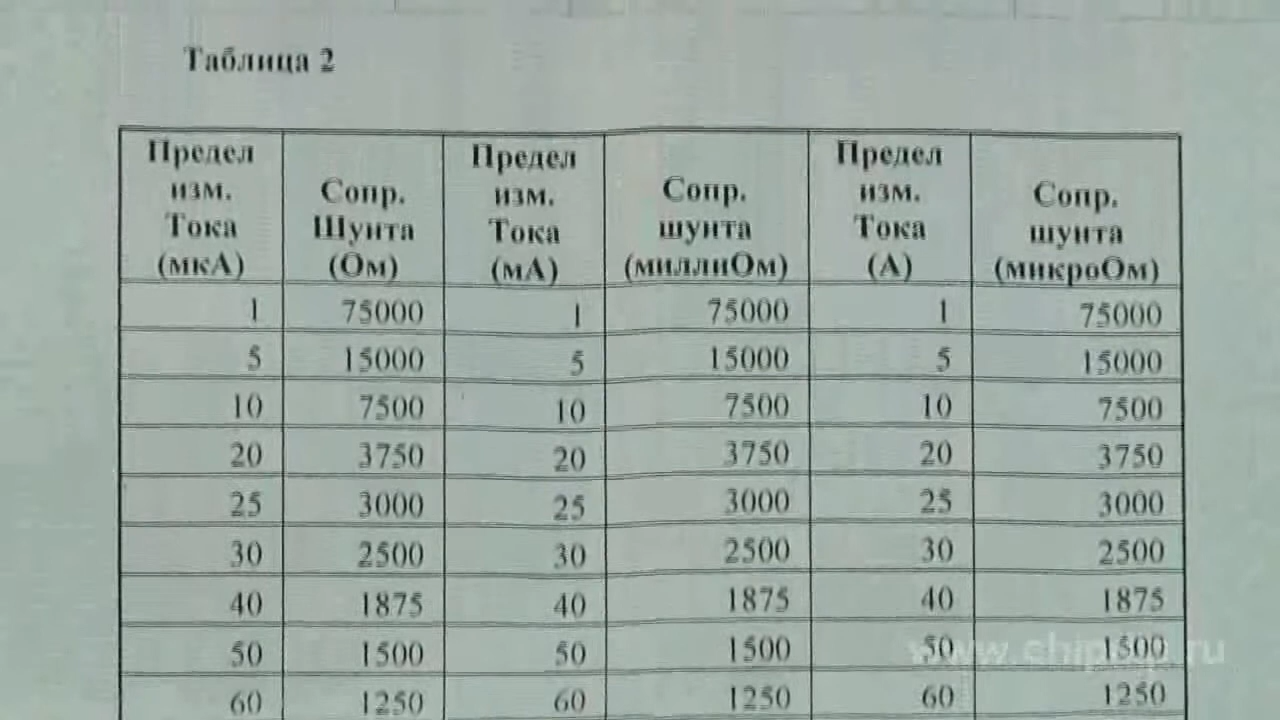 Таблица 2
Предел изм. Тока (мкА) Сопр. Шунта (Ом) Предел изм. Тока (мА) Сопр. шунта (миллиОм) Предел изм. Тока (А) Сопр. шунта (микроОм)
1 75000 1 75000 1 75000
5 15000 5 15000 5 15000
10 7500 10 7500 10 7500
20 3750 20 3750 20 3750
25 3000 25 3000 25 3000
30 2500 30 2500 30 2500
40 1875 40 1875 40 1875
50 1500 50 1500 50 1500
60 1250 60 1250 60 1250